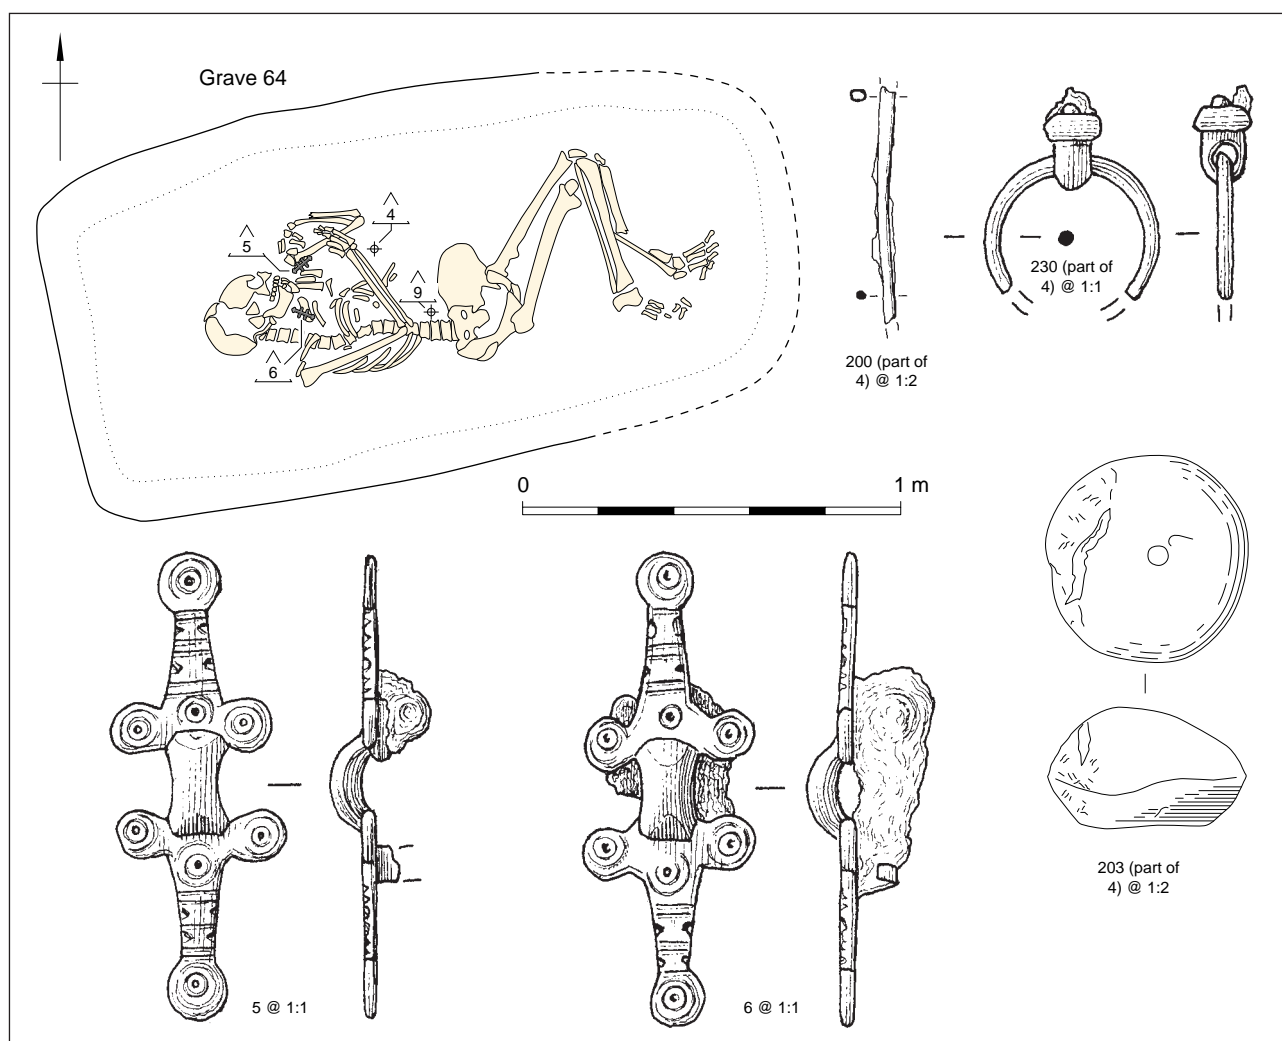 Grave 64
4
5
9
6
200 (part of
4) @ 1:2
230 (part of
4) @ 1:1
0 1 m
203 (part of
4) @ 1:2
5 @ 1:1
6 @ 1:1